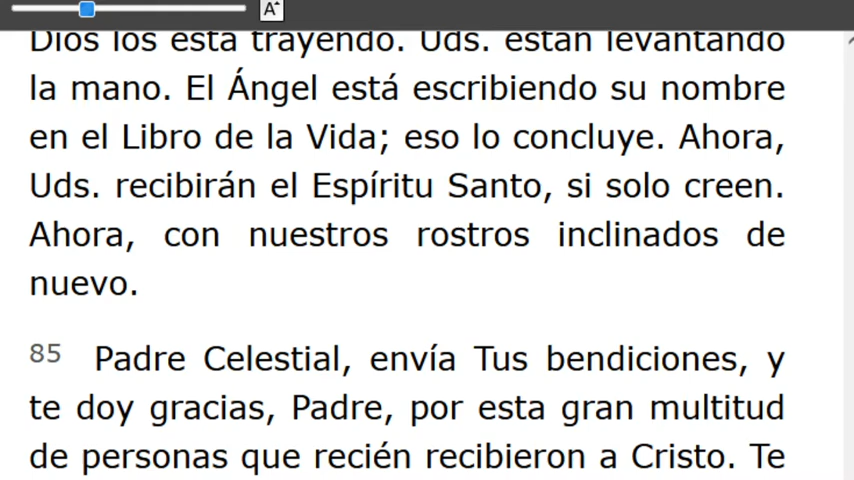 A
Dios los está trayendo. Uds. están levantando
la mano. El Ángel está escribiendo su nombre
en el Libro de la Vida; eso lo concluye. Ahora,
Uds. recibirán el Espíritu Santo, si solo creen.
Ahora, con nuestros rostros inclinados de
nuevo.
85 Padre Celestial, envía Tus bendiciones, y
te doy gracias, Padre, por esta gran multitud
de personas que recién recibieron a Cristo. Te